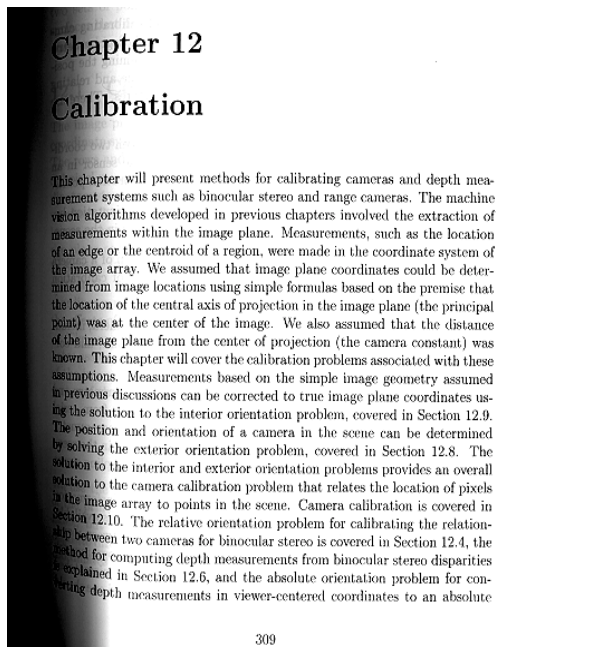 Chapter 12
Calibration
This chapter will present methods for calibrating cameras and depth mea-
surement systems such as binocular stereo and range cameras. The machine
vision algorithms developed in previous chapters involved the extraction of
measurements within the image plane. Measurements, such as the location
of an edge or the centroid of a region, were made in the coordinate system of
the image array. We assumed that image plane coordinates could be deter-
mined from image locations using simple formulas based on the premise that
the location of the central axis of projection in the image plane (the principal
point) was at the center of the image. We also assumed that the distance
of the image plane from the center of projection (the camera constant) was
known. This chapter will cover the calibration problems associated with these
assumptions. Measurements based on the simple image geometry assumed
in previous discussions can be corrected to true image plane coordinates us-
ing the solution to the interior orientation problem, covered in Section 12.9.
The position and orientation of a camera in the scene can be determined
by solving the exterior orientation problem, covered in Section 12.8. The
solution to the interior and exterior orientation problems provides an overall
solution to the camera calibration problem that relates the location of pixels
in the image array to points in the scene. Camera calibration is covered in
Section 12.10. The relative orientation problem for calibrating the relation-
ship between two cameras for binocular stereo is covered in Section 12.4, the
method for computing depth measurements from binocular stereo disparities
is explained in Section 12.6, and the absolute orientation problem for con-
verting depth measurements in viewer-centered coordinates to an absolute
309